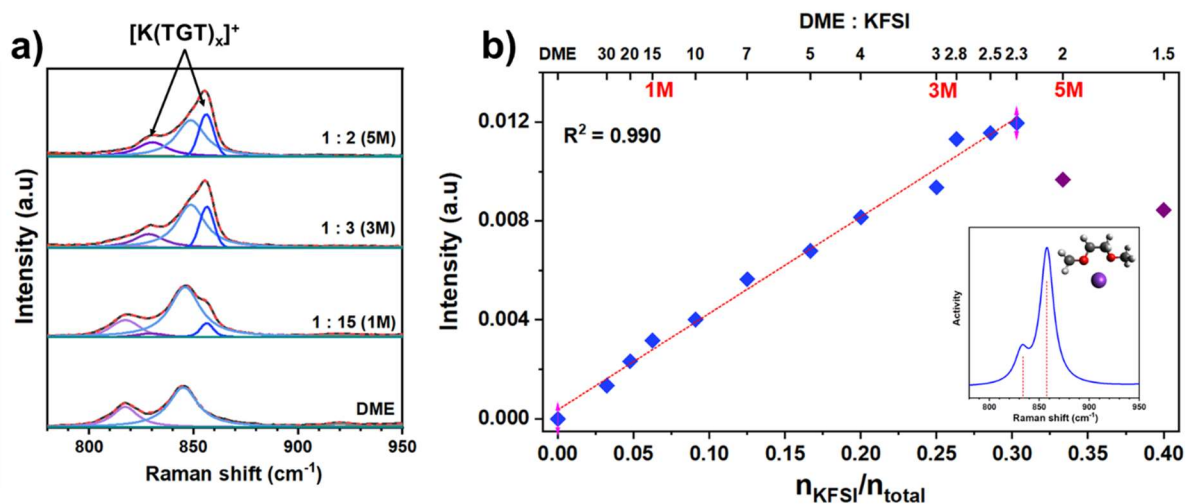 a)
[K(TGT)x]+
1 : 2 (5M)
1 : 3 (3M)
1 : 15 (1M)
DME
Intensity (a.u)
800 850 900 950
Raman shift (cm-1)
b)
DME : KFSI
DME 30 20 15 10 7 5 4 3 2.8 2.5 2.3 2 1.5
1M 3M 5M
R2 = 0.990
Intensity (a.u)
0.012
0.008
0.004
0.000
0.00 0.05 0.10 0.15 0.20 0.25 0.30 0.35 0.40
nKFSI/ntotal
Activity
800 850 900 950
Raman shift (cm-1)